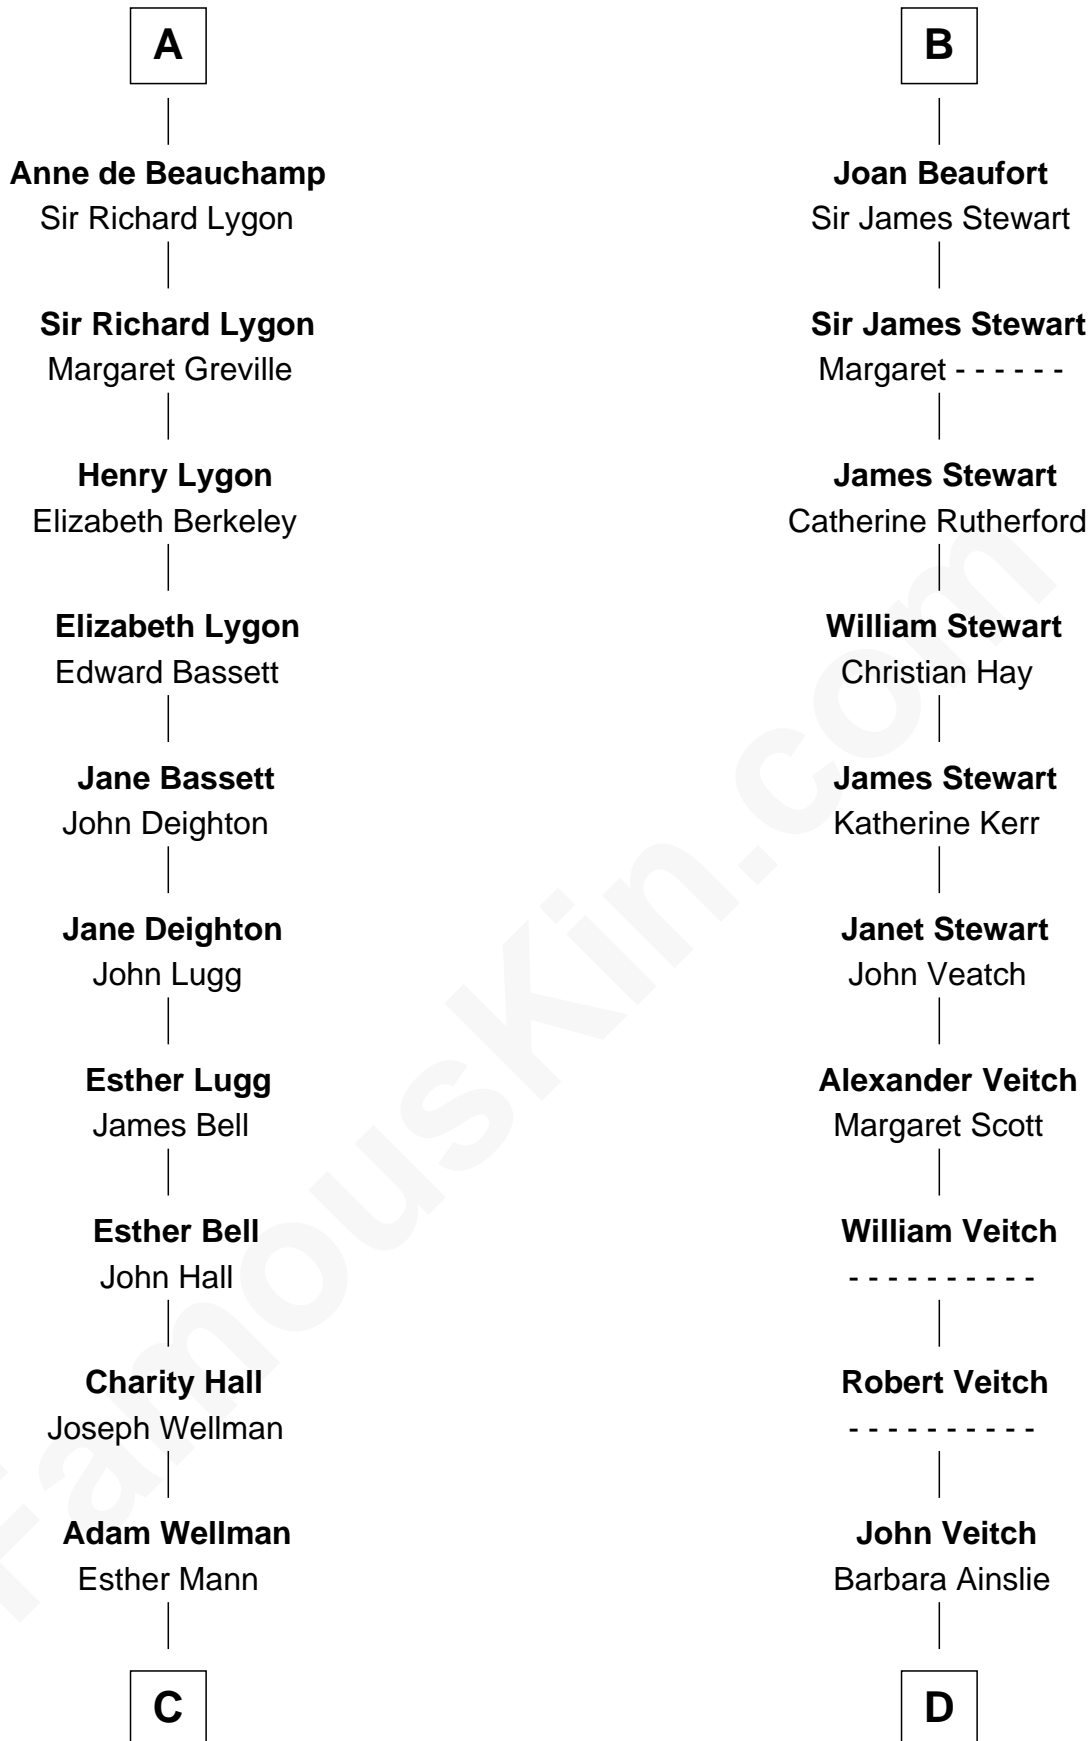 A
Anne de Beauchamp
Sir Richard Lygon
Sir Richard Lygon
Margaret Greville
Henry Lygon
Elizabeth Berkeley
Elizabeth Lygon
Edward Bassett
Jane Bassett
John Deighton
Jane Deighton
John Lugg
Esther Lugg
James Bell
Esther Bell
John Hall
Charity Hall
Joseph Wellman
Adam Wellman
Esther Mann
C
B
Joan Beaufort
Sir James Stewart
Sir James Stewart
Margaret - - - - - -
James Stewart
Catherine Rutherford
William Stewart
Christian Hay
James Stewart
Katherine Kerr
Janet Stewart
John Veatch
Alexander Veitch
Margaret Scott
William Veitch
- - - - - - - - - -
Robert Veitch
- - - - - - - - - -
John Veitch
Barbara Ainslie
D
FamousKin.com